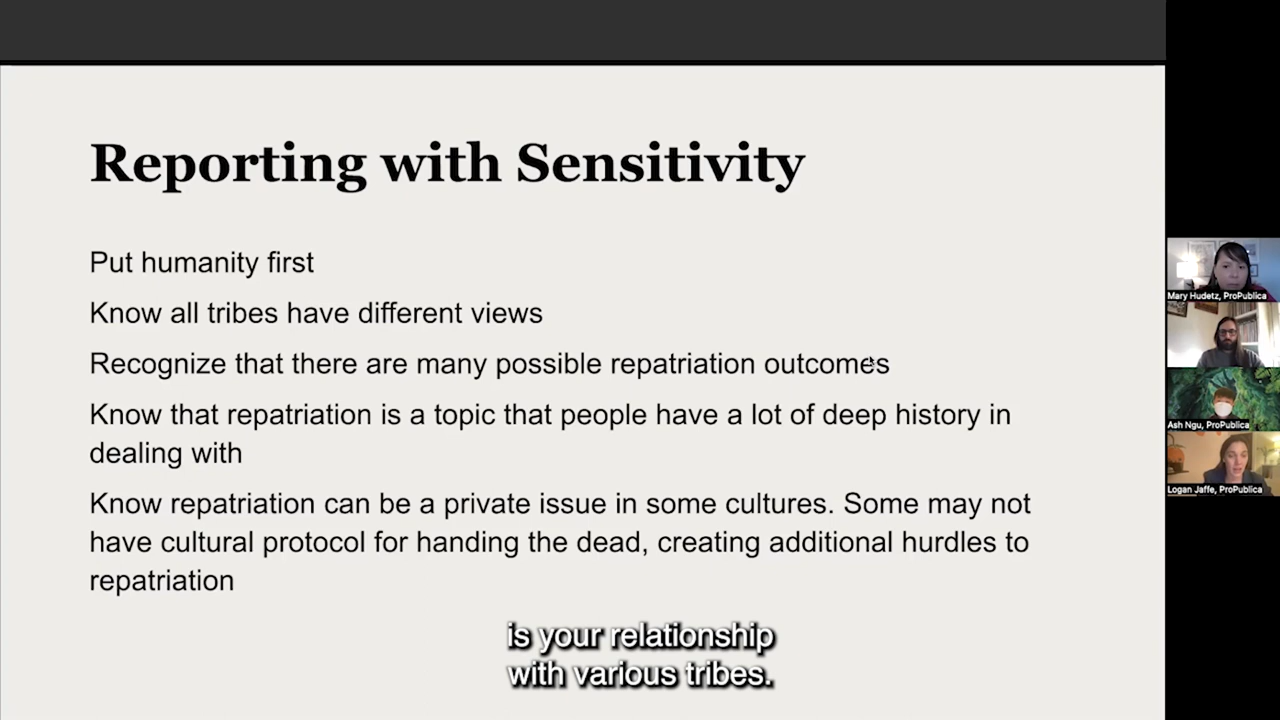 Reporting with Sensitivity
Put humanity first
Know all tribes have different views
Recognize that there are many possible repatriation outcomes
Know that repatriation is a topic that people have a lot of deep history in
dealing with
Know repatriation can be a private issue in some cultures. Some may not
have cultural protocol for handing the dead, creating additional hurdles to
repatriation
is your relationship
with various tribes.
Mary Hudetz, ProPublica
Ash Ngu, ProPublica
Logan Jaffe, ProPublica